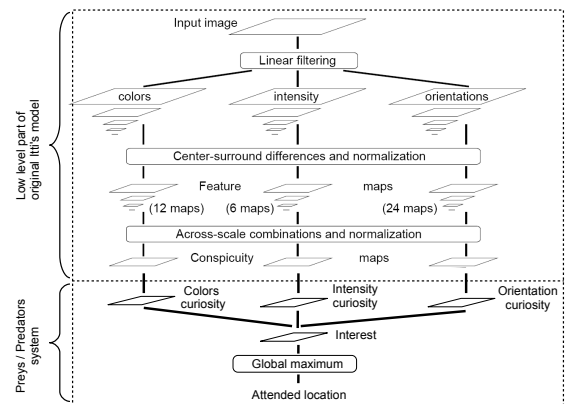 Input image
Linear filtering
colors intensity orientations
Center-surround differences and normalization
Feature maps
(12 maps) (6 maps) (24 maps)
Across-scale combinations and normalization
Conspicuity maps
Colors curiosity
Intensity curiosity
Orientation curiosity
Interest
Global maximum
Attended location
Low level part of
original Itti's model
Preys / Predators
system